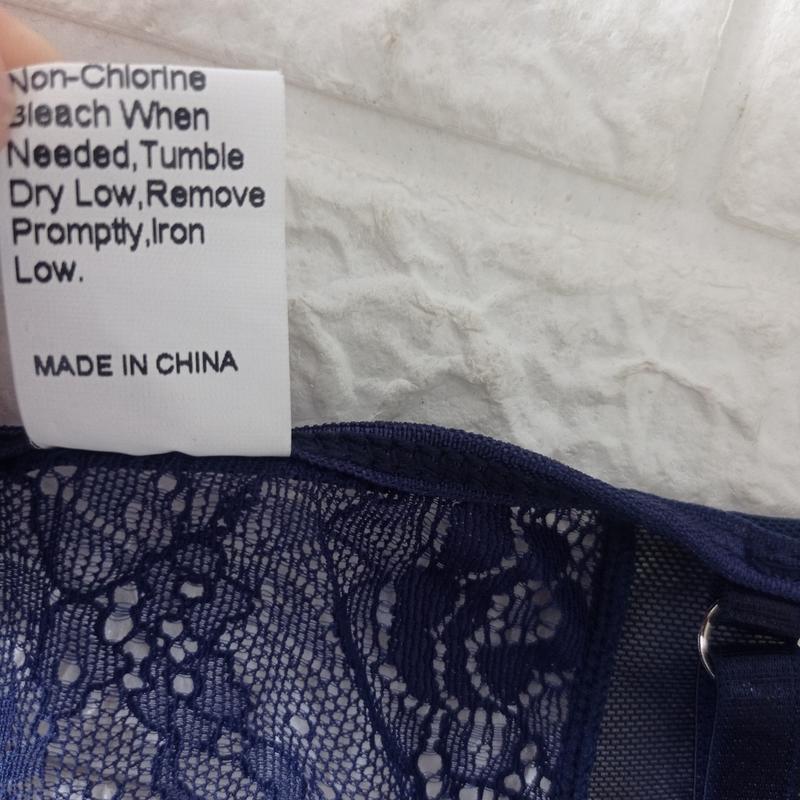 Non-Chlorine
Bleach When
Needed,Tumble
Dry Low,Remove
Promptly,Iron
Low.
MADE IN CHINA